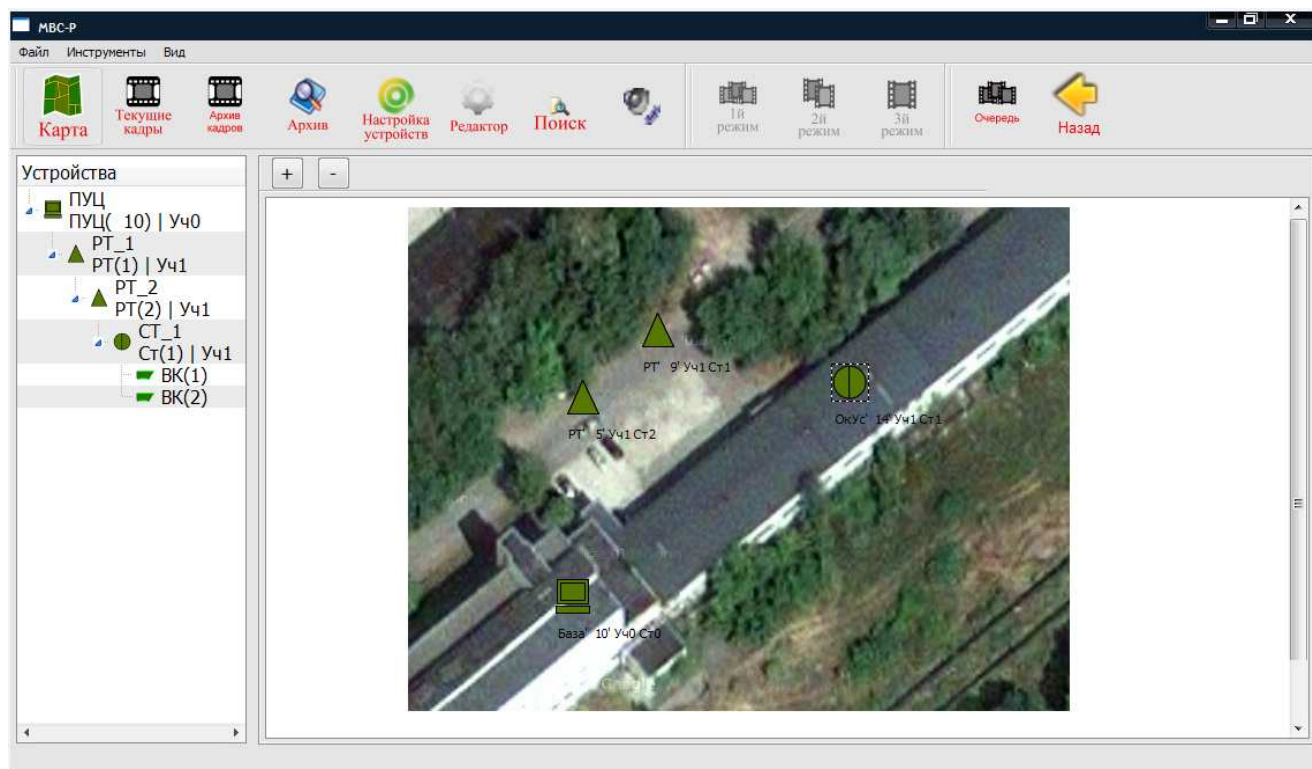 МВС-Р
Файл Инструменты Вид
Карта
Текущие
кадры
Архив
кадров
Архив
Настройка
устройств
Редактор
Поиск
1й
режим
2й
режим
3й
режим
Очередь
Назад
Устройства
+ -
ПУЦ
ПУЦ( 10) | Уч0
РТ_1
РТ(1) | Уч1
РТ_2
РТ(2) | Уч1
СТ_1
Ст(1) | Уч1
ВК(1)
ВК(2)
РТ' 9' Уч1 Ст1
РТ' 5' Уч1 Ст2
ОкУс' 14' Уч1 Ст1
База' 10' Уч0 Ст0
Google